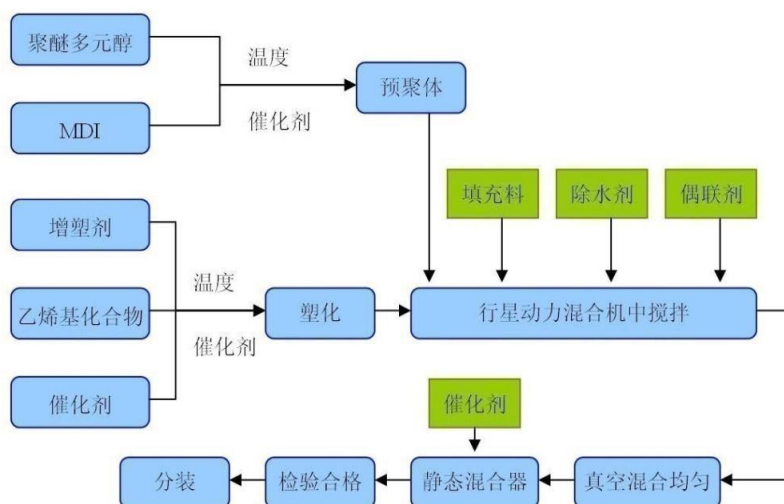 聚醚多元醇
温度
预聚体
MDI
催化剂
填充料
除水剂
偶联剂
增塑剂
温度
乙烯基化合物
塑化
行星动力混合机中搅拌
催化剂
催化剂
催化剂
分装
检验合格
静态混合器
真空混合均匀